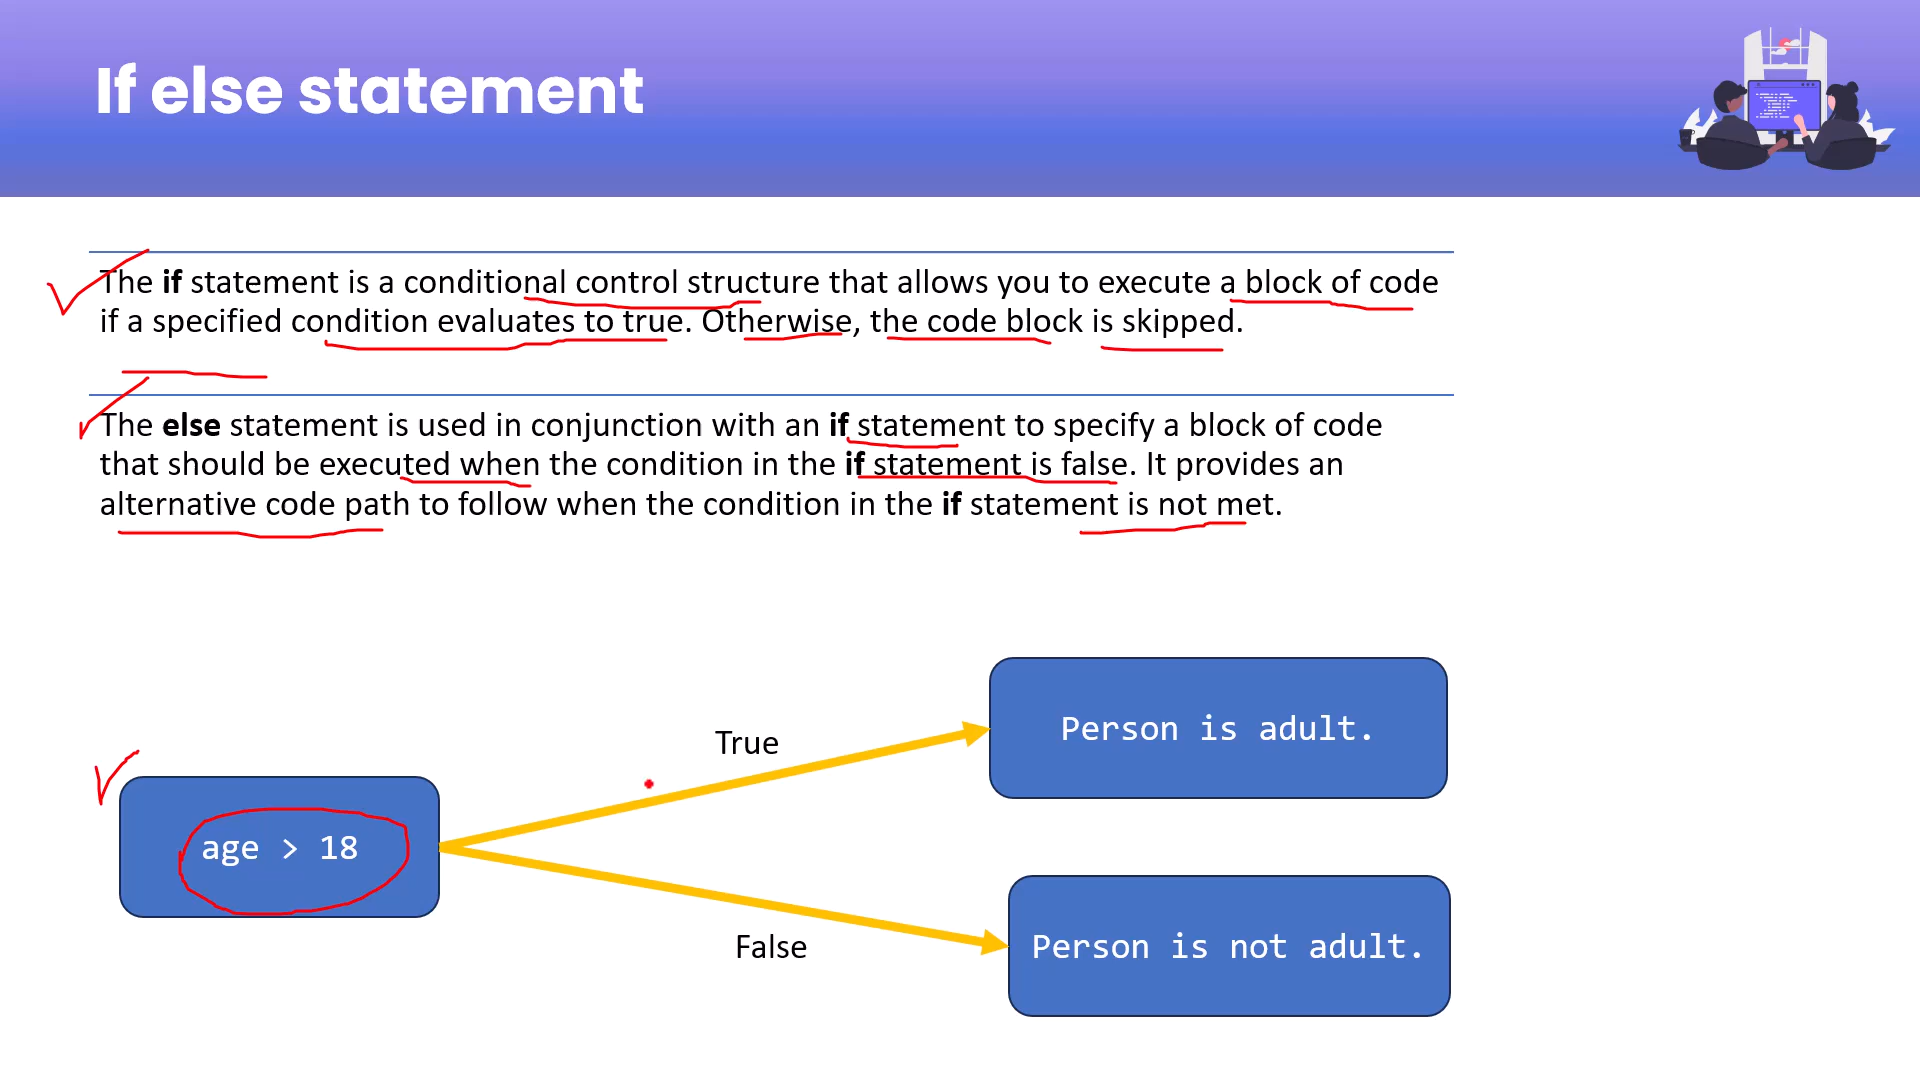 If else statement
The if statement is a conditional control structure that allows you to execute a block of code
if a specified condition evaluates to true. Otherwise, the code block is skipped.
The else statement is used in conjunction with an if statement to specify a block of code
that should be executed when the condition in the if statement is false. It provides an
alternative code path to follow when the condition in the if statement is not met.
True
Person is adult.
age > 18
False
Person is not adult.